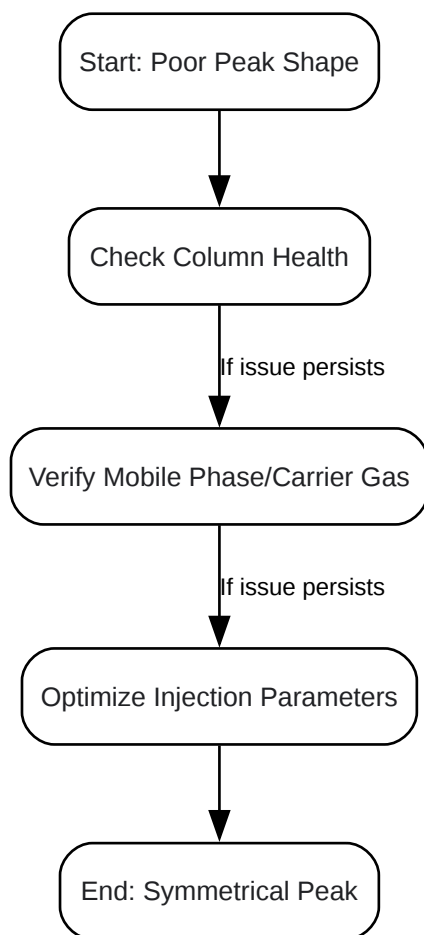 Start: Poor Peak Shape
Check Column Health
If issue persists
Verify Mobile Phase/Carrier Gas
If issue persists
Optimize Injection Parameters
End: Symmetrical Peak